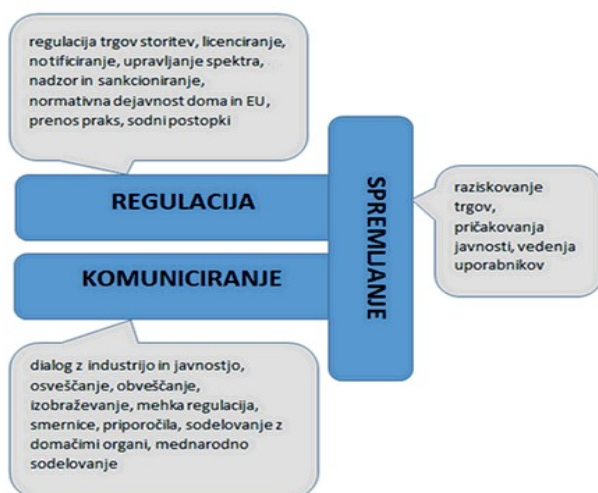 regulacija trgov storitev, licenciranje,
notificiranje, upravljanje spektra,
nadzor in sankcioniranje,
normativna dejavnost doma in EU,
prenos praks, sodni postopki
REGULACIJA
KOMUNICIRANJE
SPREMLJANJE
raziskovanje
trgov,
pričakovanja
javnosti, vedenja
uporabnikov
dialog z industrijo in javnostjo,
osveščanje, obveščanje,
izobraževanje, mehka regulacija,
smernice, priporočila, sodelovanje z
domačimi organi, mednarodno
sodelovanje